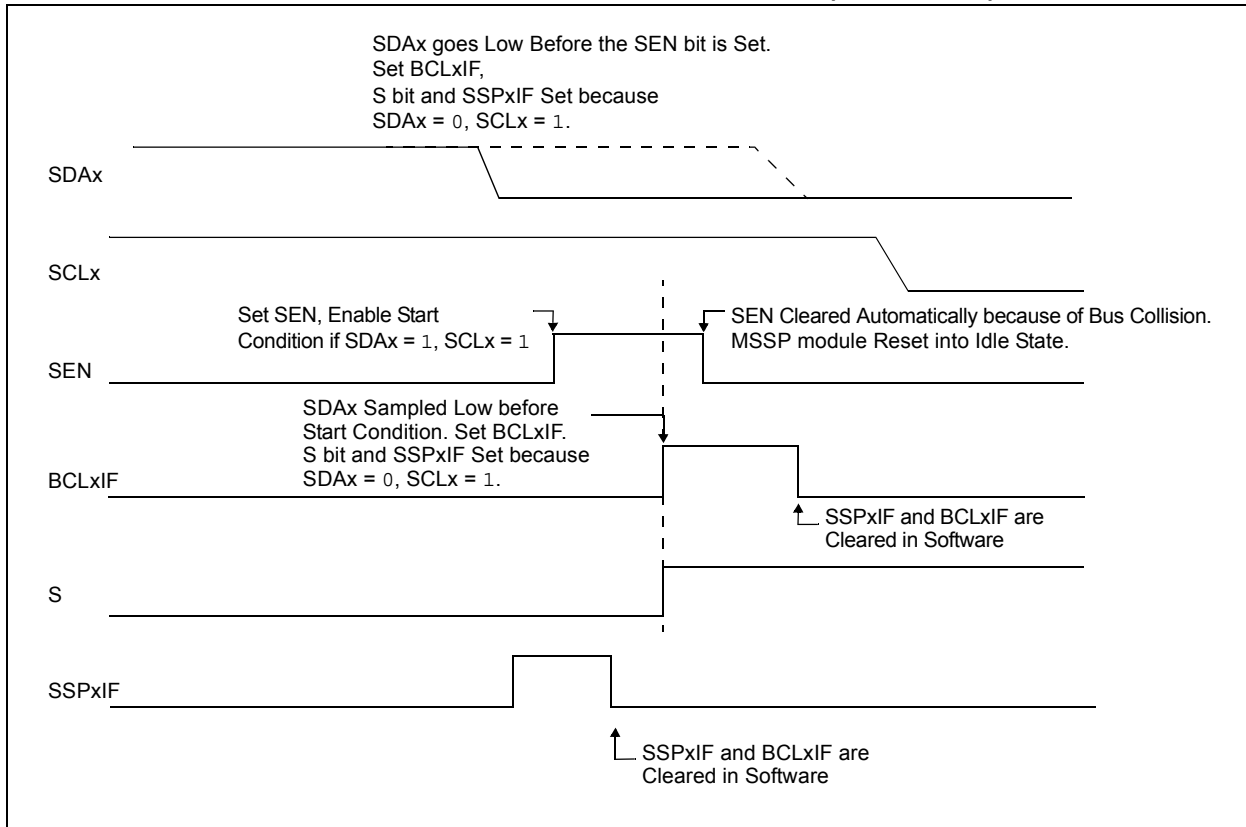 SDAx goes Low Before the SEN bit is Set.
Set BCLxIF,
S bit and SSPxIF Set because
SDAx = 0, SCLx = 1.
SDAx
SCLx
Set SEN, Enable Start
Condition if SDAx = 1, SCLx = 1
SEN Cleared Automatically because of Bus Collision.
MSSP module Reset into Idle State.
SEN
SDAx Sampled Low before
Start Condition. Set BCLxIF.
S bit and SSPxIF Set because
SDAx = 0, SCLx = 1.
BCLxIF
SSPxIF and BCLxIF are
Cleared in Software
S
SSPxIF
SSPxIF and BCLxIF are
Cleared in Software